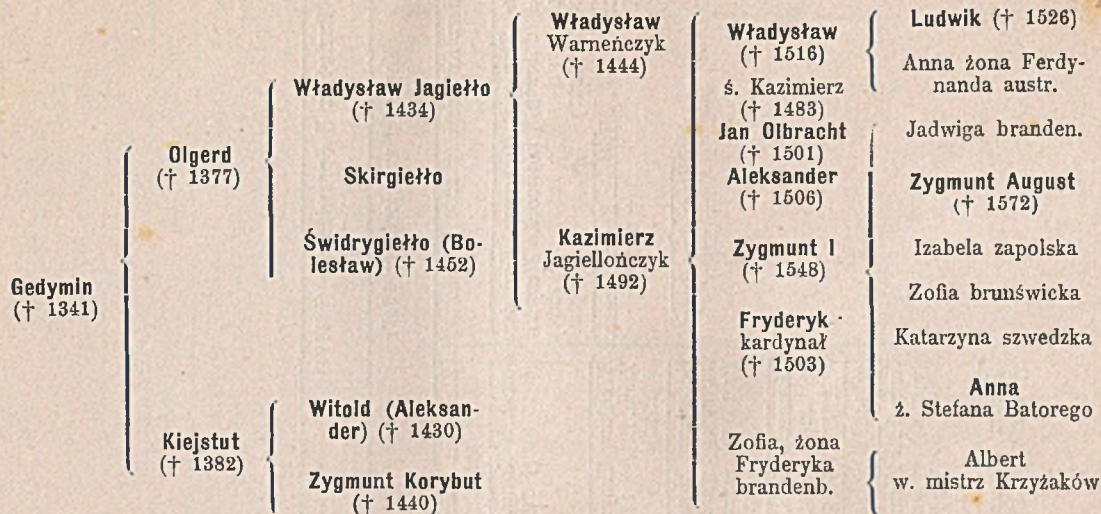 Gedymin
(† 1341)
Olgerd
(† 1377)
Kiejstut
(† 1382)
Władysław Jagiełło
(† 1434)
Skirgiełło
Świdrygiełło (Bo-
lesław) († 1452)
Witold (Aleksan-
der) († 1430)
Zygmunt Korybut
(† 1440)
Władysław
Warneńczyk
(† 1444)
Kazimierz
Jagiellończyk
(† 1492)
Władysław
(† 1516)
ś. Kazimierz
(† 1483)
Jan Olbracht
(† 1501)
Aleksander
(† 1506)
Zygmunt I
(† 1548)
Fryderyk
kardynał
(† 1503)
Zofia, żona
Fryderyka
brandenb.
Ludwik († 1526)
Anna żona Ferdy-
nanda austr.
Jadwiga branden.
Zygmunt August
(† 1572)
Izabela zapolska
Zofia brunświcka
Katarzyna szwedzka
Anna
ż. Stefana Batorego
Albert
w. mistrz Krzyżaków